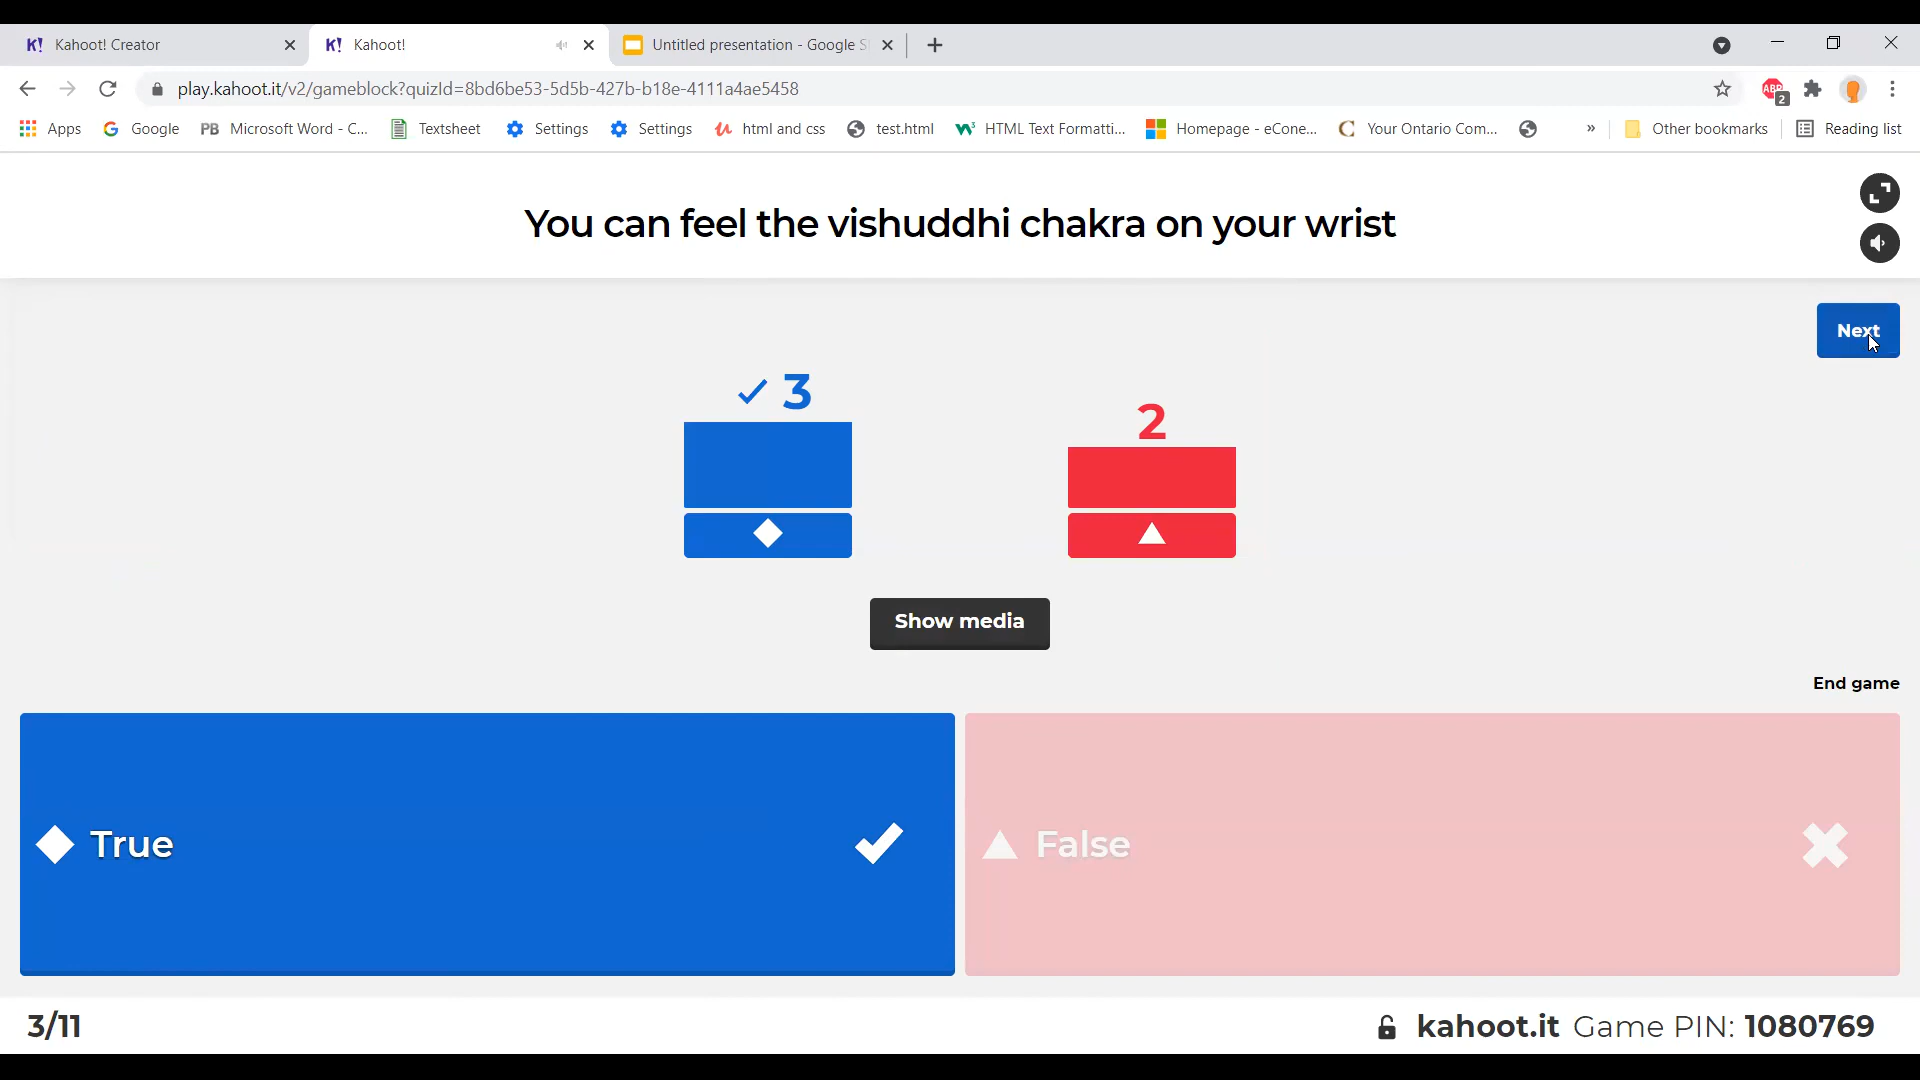 K! Kahoot! Creator
K! Kahoot!
Untitled presentation - Google S
play.kahoot.it/v2/gameblock?quizId=8bd6be53-5d5b-427b-b18e-4111a4ae5458
ABP 2
Apps
Google
PB Microsoft Word - C...
Textsheet
Settings
Settings
html and css
test.html
HTML Text Formatti...
Homepage - eCone...
Your Ontario Com...
»
Other bookmarks
Reading list
You can feel the vishuddhi chakra on your wrist
Next
3
2
Show media
End game
True
False
3/11
kahoot.it Game PIN: 1080769